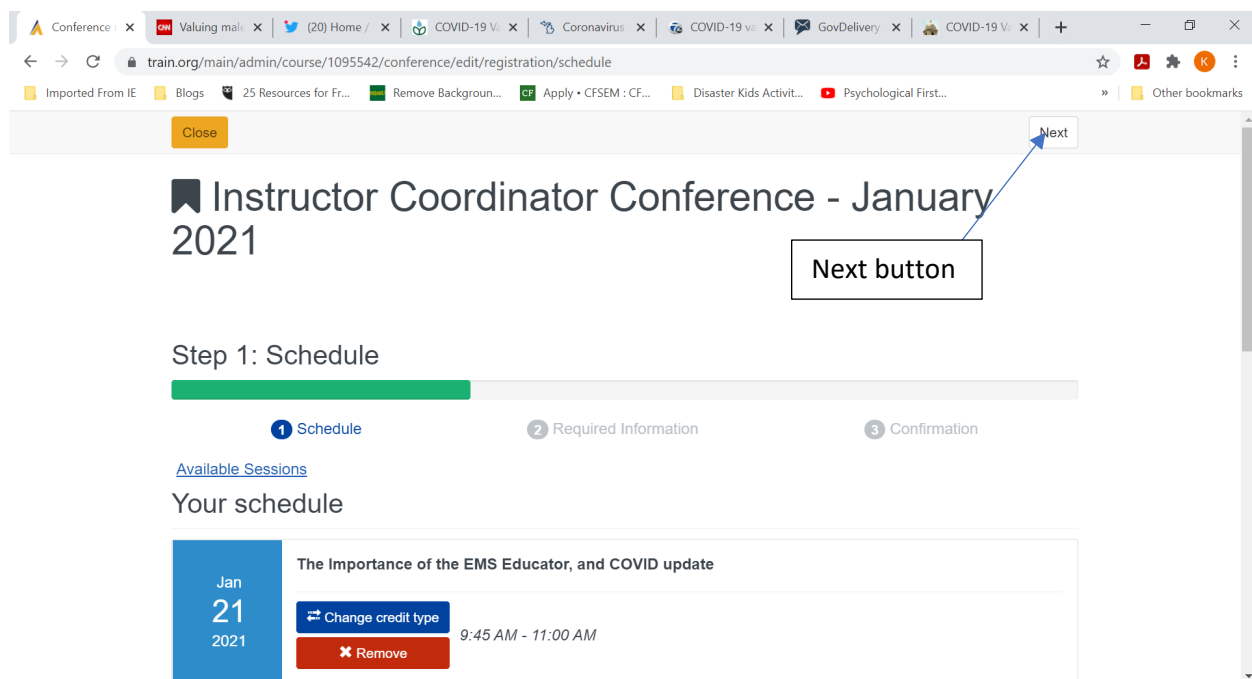 Conference
CNN Valuing male
(20) Home /
COVID-19 Va
Coronavirus
COVID-19 va
GovDelivery
COVID-19 Va
train.org/main/admin/course/1095542/conference/edit/registration/schedule
K
Imported From IE
Blogs
25 Resources for Fr...
Remove Backgroun...
CF Apply • CFSEM : CF...
Disaster Kids Activit...
Psychological First...
»
Other bookmarks
Close
Next
Instructor Coordinator Conference - January
2021
Next button
Step 1: Schedule
1 Schedule
2 Required Information
3 Confirmation
Available Sessions
Your schedule
Jan
21
2021
The Importance of the EMS Educator, and COVID update
Change credit type
Remove
9:45 AM - 11:00 AM